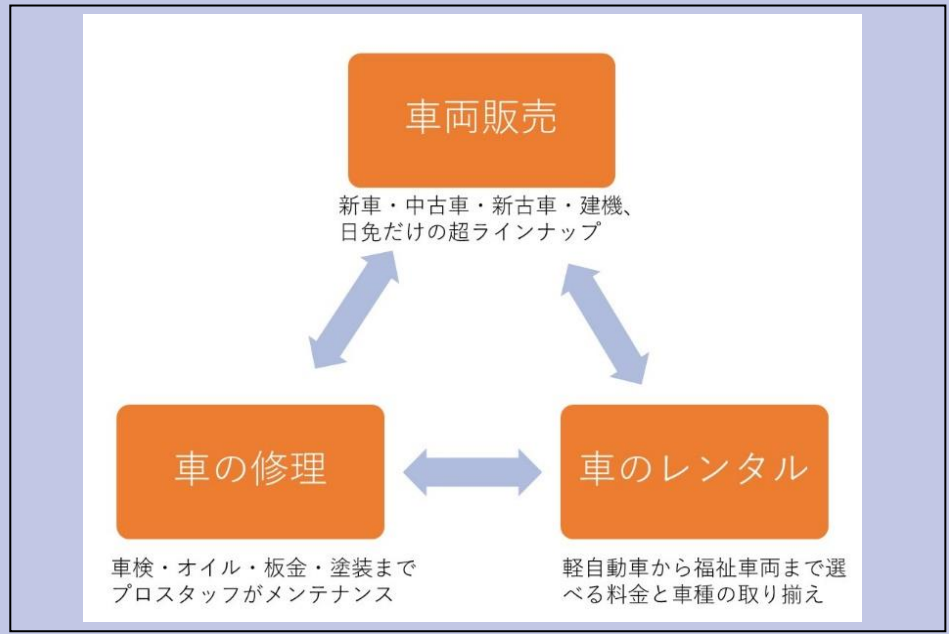 車両販売
新車・中古車・新古車・建機、
日免だけの超ラインナップ
車の修理
車検・オイル・板金・塗装まで
プロスタッフがメンテナンス
車のレンタル
軽自動車から福祉車両まで選
べる料金と車種の取り揃え